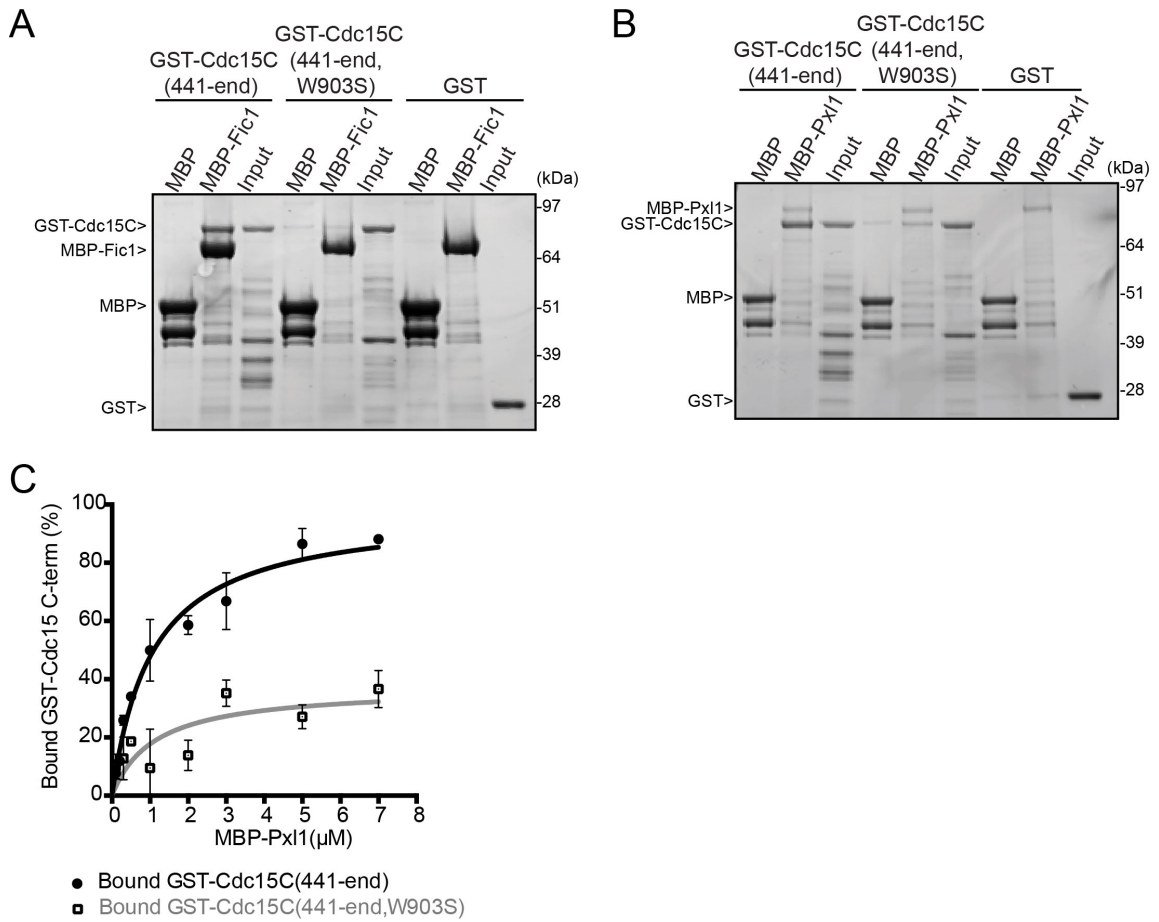 A
GST-Cdc15C
(441-end)
GST-Cdc15C
(441-end,
W903S)
GST
MBP
MBP-Fic1
Input
MBP
MBP-Fic1
Input
MBP
MBP-Fic1
Input
(kDa)
GST-Cdc15C>
MBP-Fic1>
MBP>
GST>
-97
-64
-51
-39
-28
B
GST-Cdc15C
(441-end)
GST-Cdc15C
(441-end,
W903S)
GST
MBP
MBP-Pxl1
Input
MBP
MBP-Pxl1
Input
MBP
MBP-Pxl1
Input
(kDa)
MBP-Pxl1>
GST-Cdc15C>
MBP>
GST>
-97
-64
-51
-39
-28
C
Bound GST-Cdc15 C-term (%)
100
80
60
40
20
0
0 1 2 3 4 5 6 7 8
MBP-Pxl1(µM)
Bound GST-Cdc15C(441-end)
Bound GST-Cdc15C(441-end,W903S)